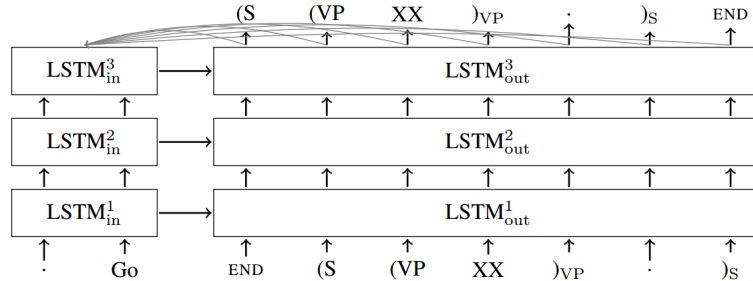 (S (VP XX )VP . )S END
LSTM³in LSTM³out
LSTM²in LSTM²out
LSTM¹in LSTM¹out
. Go END (S (VP XX )VP . )S